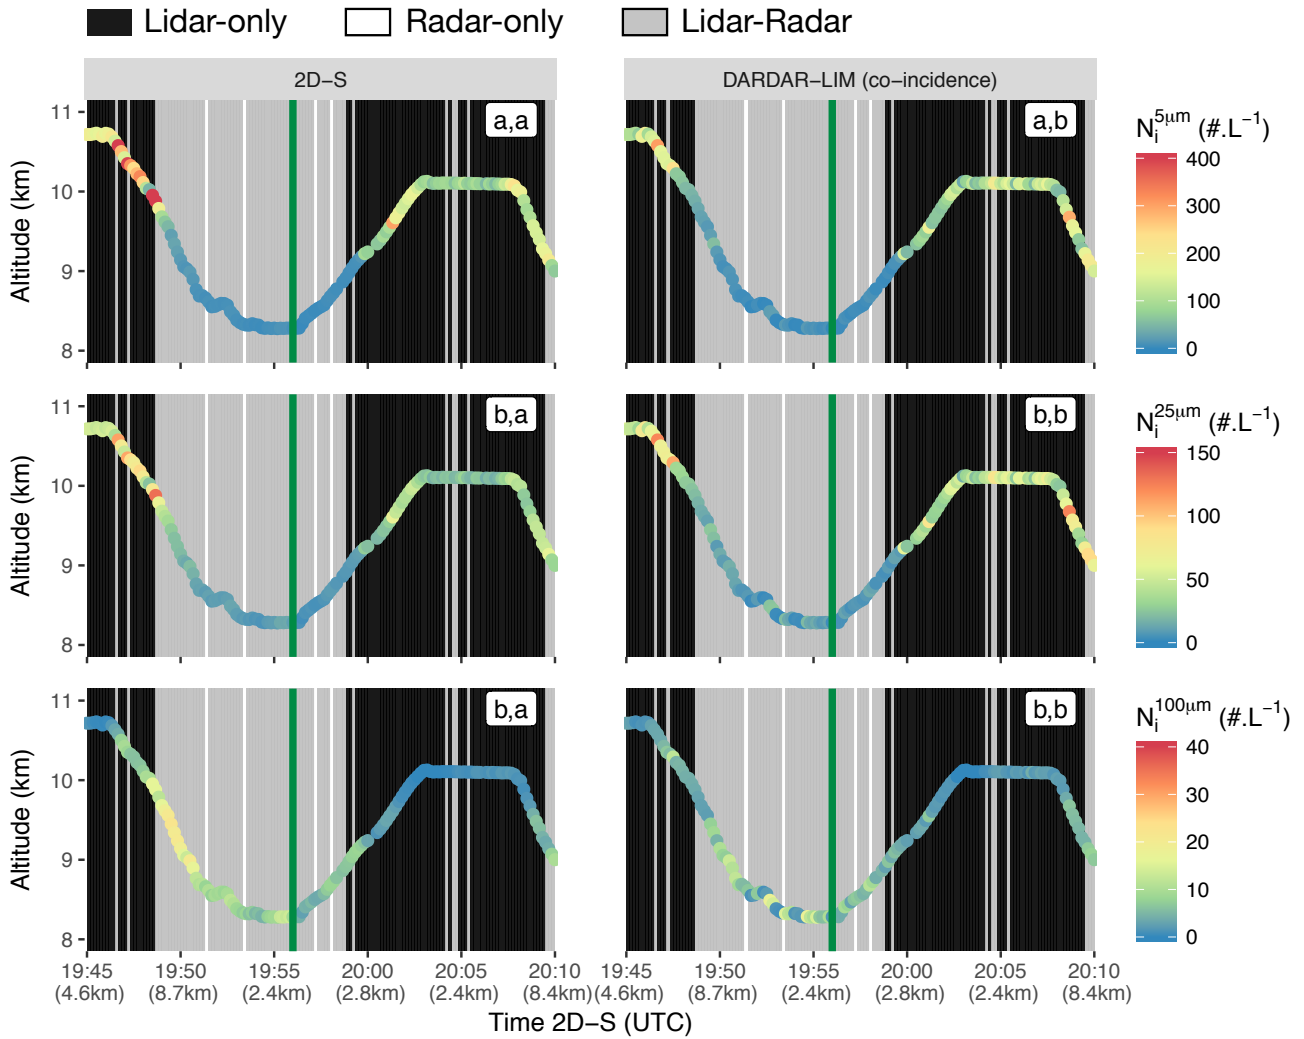 Lidar-only Radar-only Lidar-Radar
2D-S DARDAR-LIM (co-incidence)
a,a a,b
Altitude (km)
11
10
9
8
N_i^{5μm} (#.L^{-1})
400
300
200
100
0
b,a b,b
Altitude (km)
11
10
9
8
N_i^{25μm} (#.L^{-1})
150
100
50
0
b,a b,b
Altitude (km)
11
10
9
8
N_i^{100μm} (#.L^{-1})
40
30
20
10
0
19:45 19:50 19:55 20:00 20:05 20:10 19:45 19:50 19:55 20:00 20:05 20:10
(4.6km) (8.7km) (2.4km) (2.8km) (2.4km) (8.4km) (4.6km) (8.7km) (2.4km) (2.8km) (2.4km) (8.4km)
Time 2D-S (UTC)